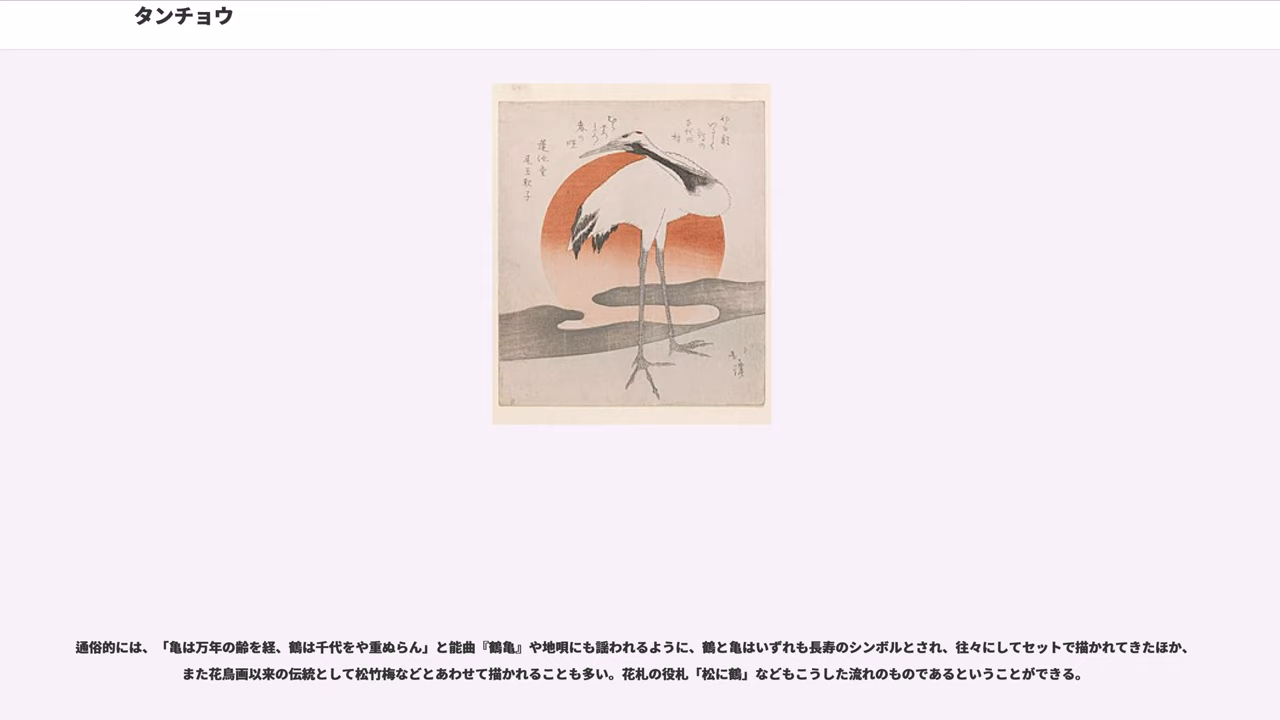 タンチョウ
通俗的には、「亀は万年の齢を経、鶴は千代をや重ぬらん」と能曲『鶴亀』や地唄にも謡われるように、鶴と亀はいずれも長寿のシンボルとされ、往々にしてセットで描かれてきたほか、
また花鳥画以来の伝統として松竹梅などとあわせて描かれることも多い。花札の役札「松に鶴」などもこうした流れのものであるということができる。